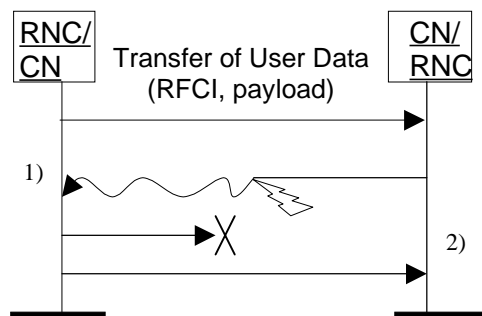 RNC/
CN
CN/
RNC
Transfer of User Data
(RFCI, payload)
1)
2)